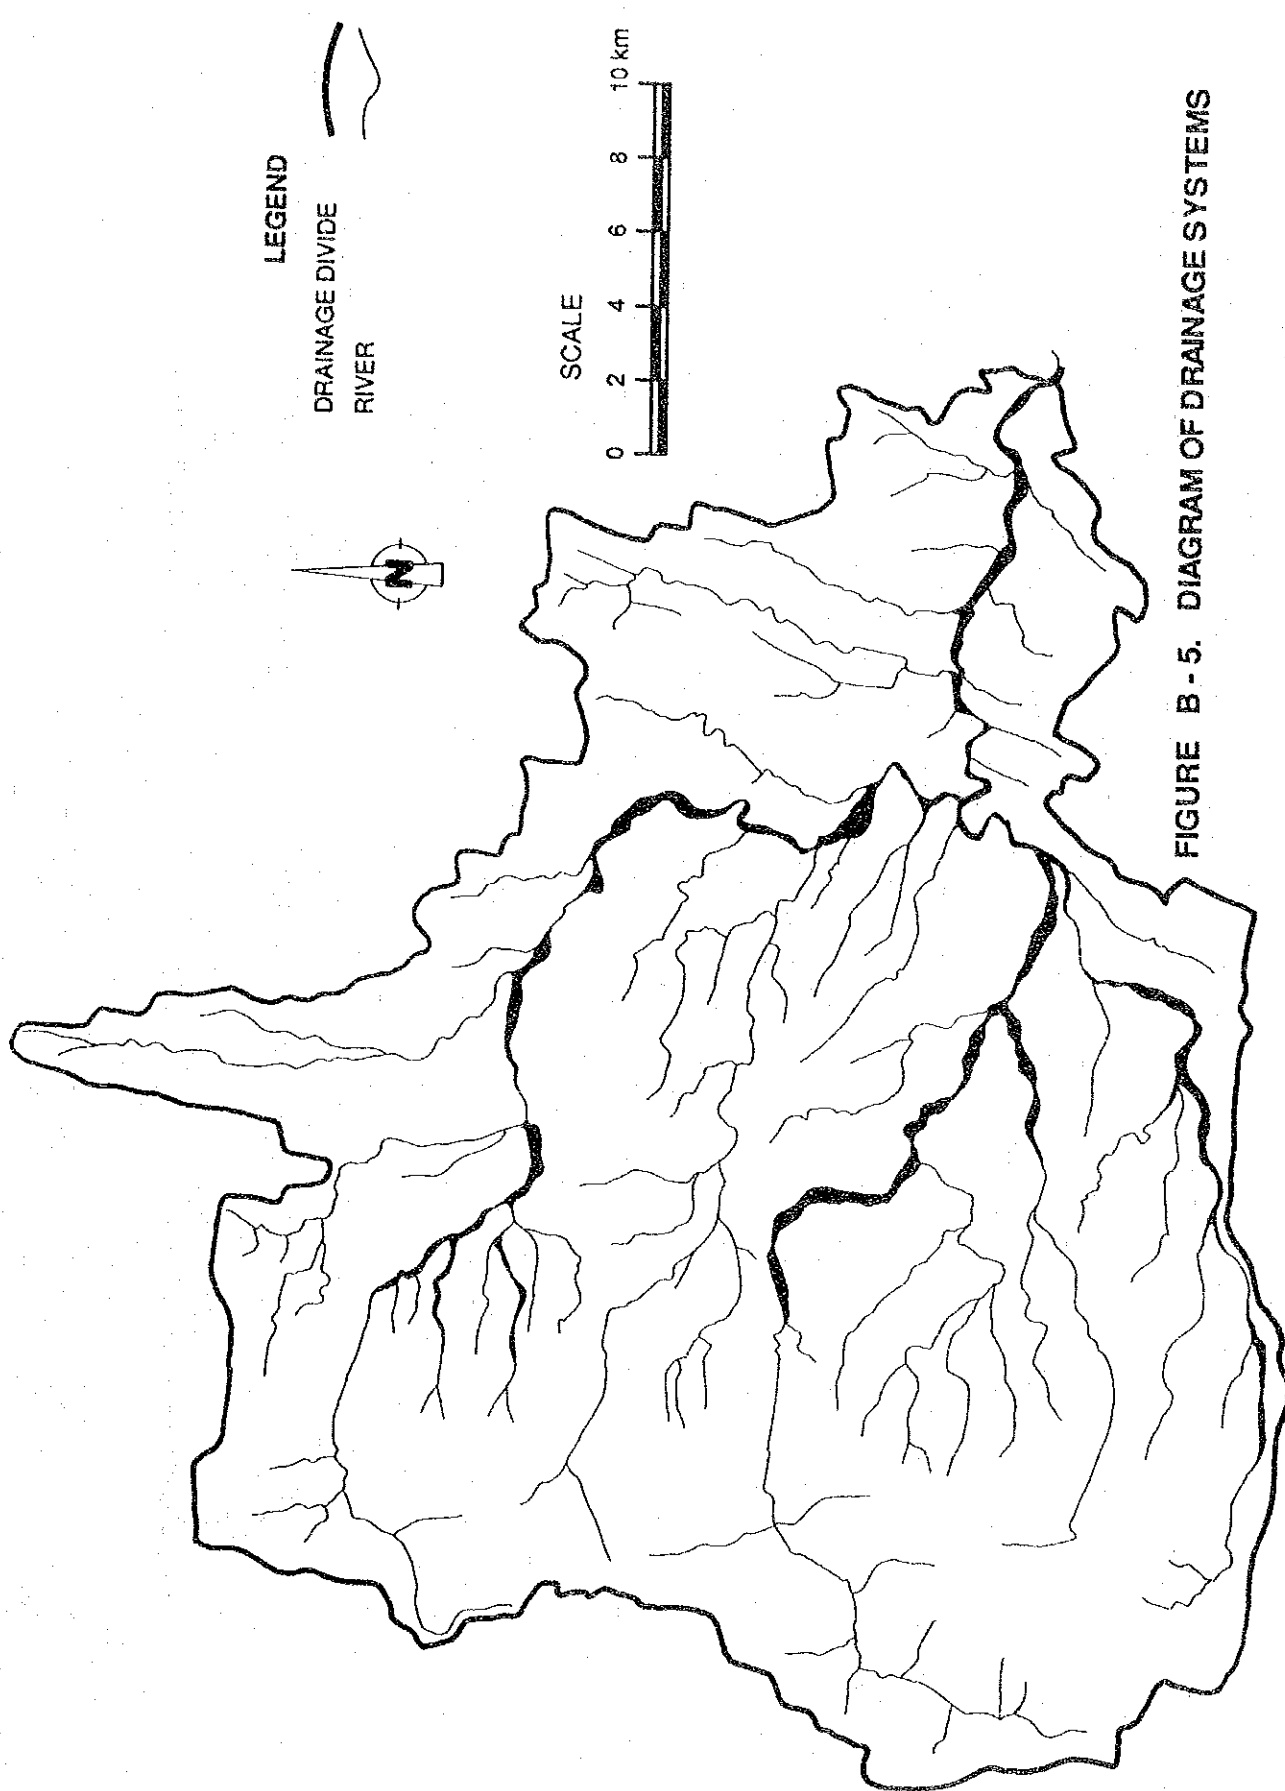 LEGEND
DRAINAGE DIVIDE
RIVER
N
SCALE
0 2 4 6 8 10 km
FIGURE B - 5. DIAGRAM OF DRAINAGE SYSTEMS